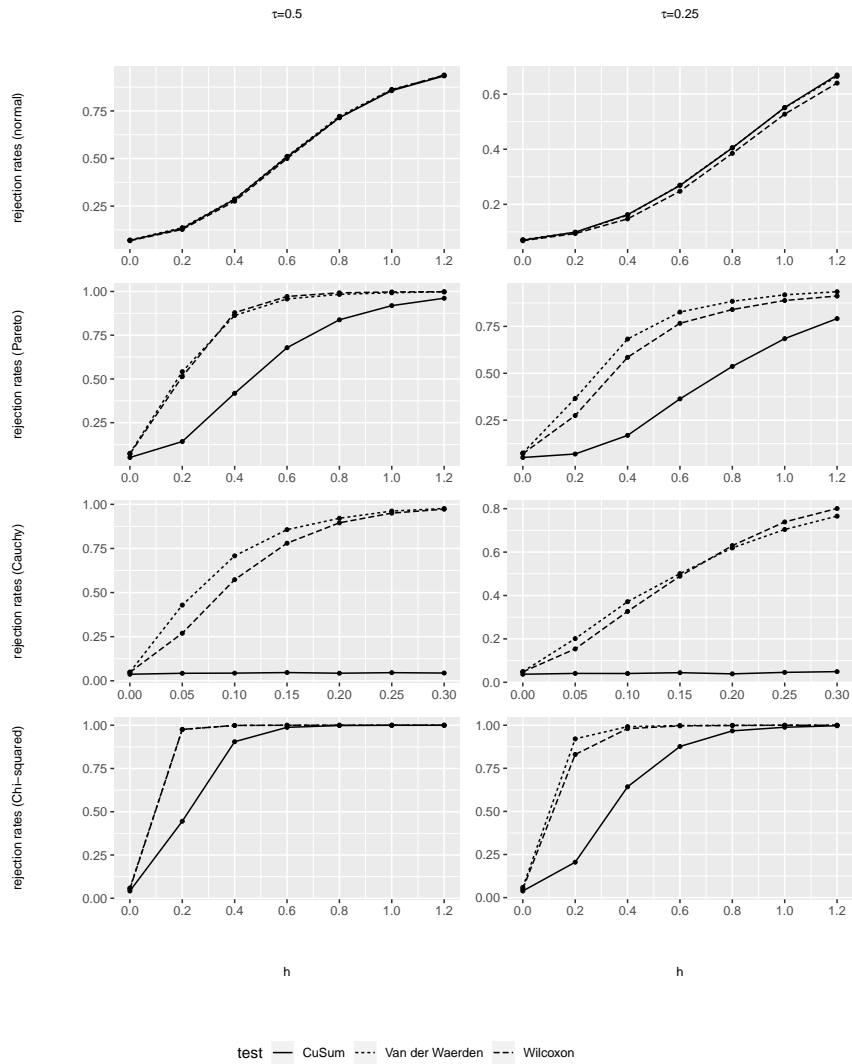 τ=0.5
τ=0.25
rejection rates (normal)
0.75
0.50
0.25
0.0 0.2 0.4 0.6 0.8 1.0 1.2
0.6
0.4
0.2
0.0 0.2 0.4 0.6 0.8 1.0 1.2
rejection rates (Pareto)
1.00
0.75
0.50
0.25
0.0 0.2 0.4 0.6 0.8 1.0 1.2
0.75
0.50
0.25
0.0 0.2 0.4 0.6 0.8 1.0 1.2
rejection rates (Cauchy)
1.00
0.75
0.50
0.25
0.00
0.00 0.05 0.10 0.15 0.20 0.25 0.30
0.8
0.6
0.4
0.2
0.0
0.00 0.05 0.10 0.15 0.20 0.25 0.30
rejection rates (Chi−squared)
1.00
0.75
0.50
0.25
0.00
0.0 0.2 0.4 0.6 0.8 1.0 1.2
1.00
0.75
0.50
0.25
0.00
0.0 0.2 0.4 0.6 0.8 1.0 1.2
h
h
test CuSum Van der Waerden Wilcoxon